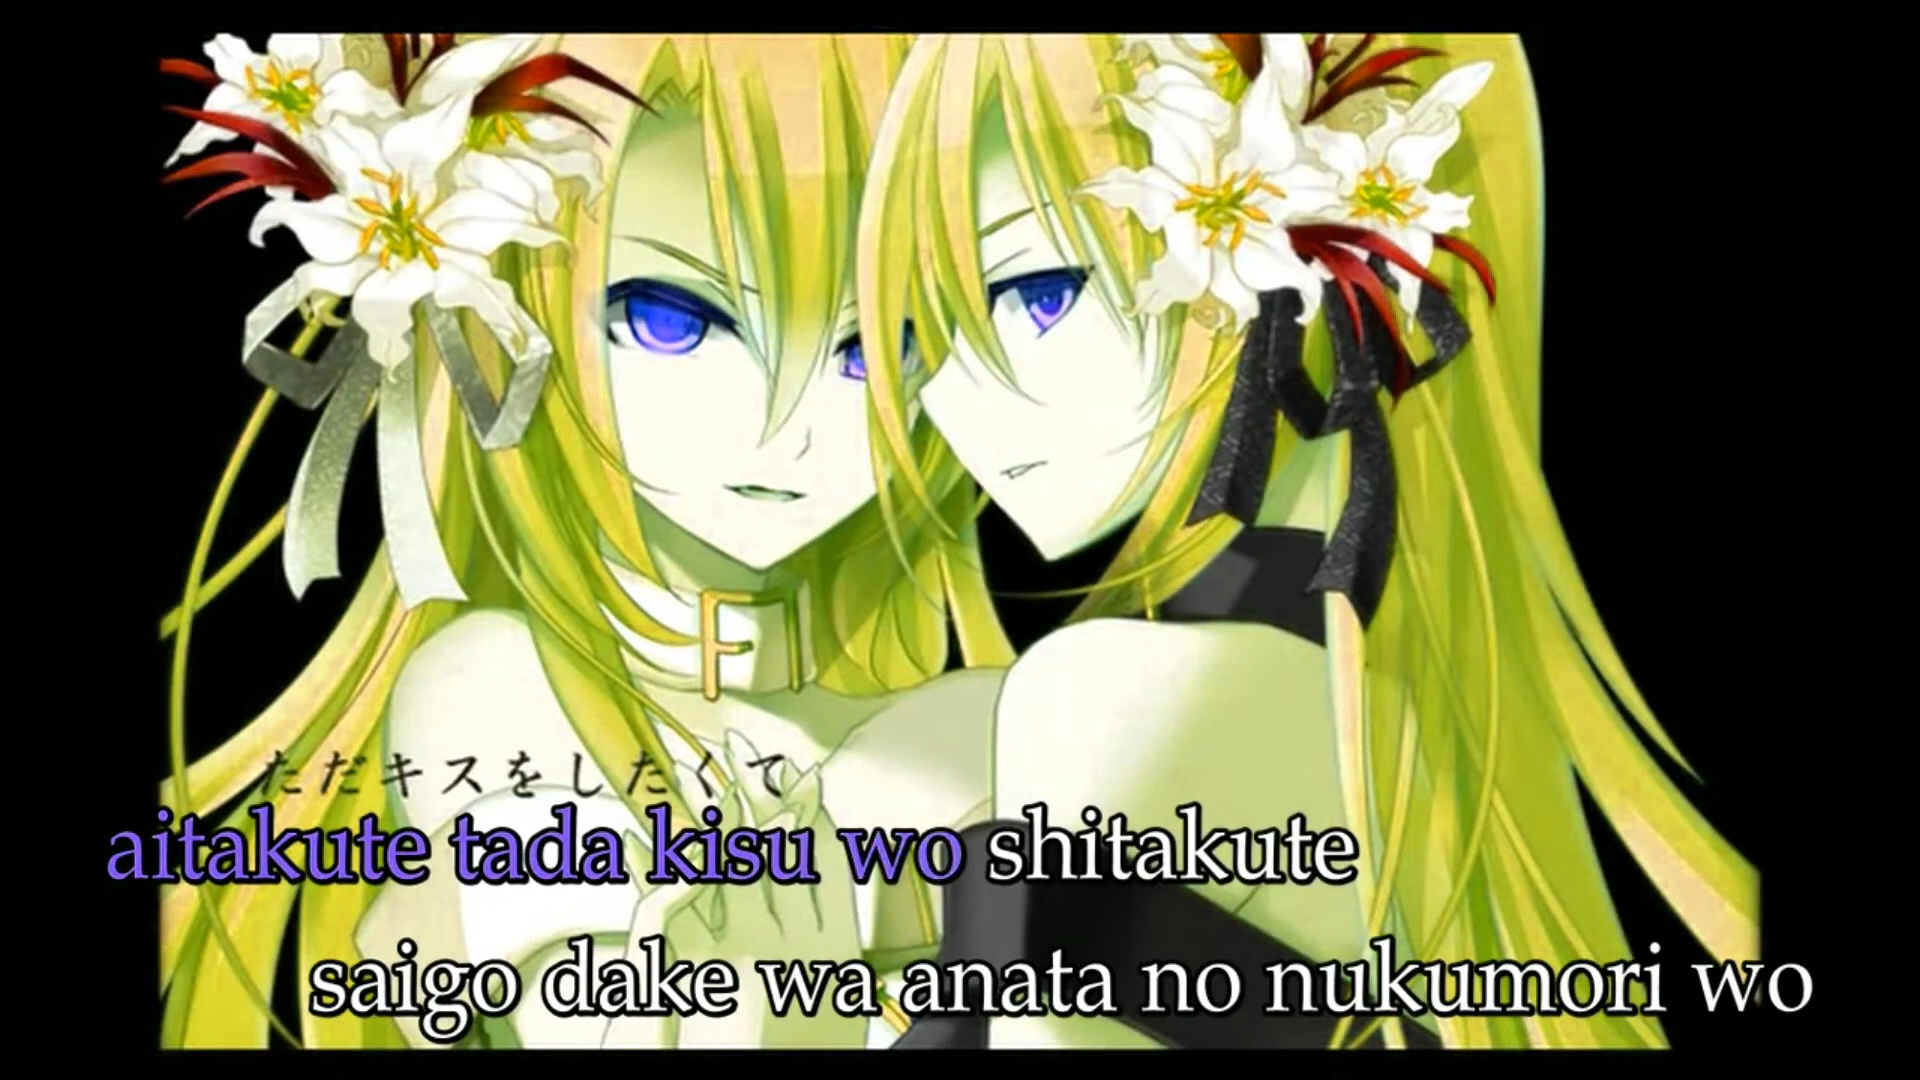 ただキスをしたくて
aitakute tada kisu wo shitakute
saigo dake wa anata no nukumori wo